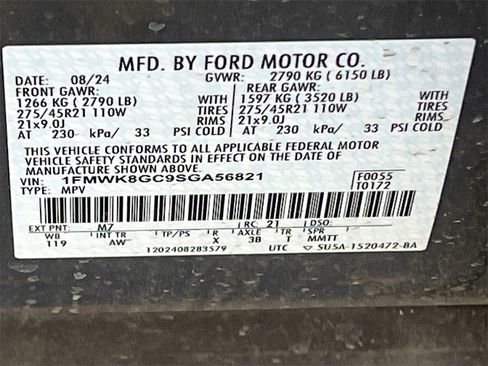 MFD. BY FORD MOTOR CO.
DATE: 08/24 GVWR: 2790 KG ( 6150 LB)
FRONT GAWR: REAR GAWR:
1266 KG ( 2790 LB) WITH 1597 KG ( 3520 LB) WITH
275/45R21 110W TIRES 275/45R21 110W TIRES
21x9.0J RIMS 21x9.0J RIMS
AT 230 kPa/ 33 PSI COLD AT 230 kPa/ 33 PSI COLD
THIS VEHICLE CONFORMS TO ALL APPLICABLE FEDERAL MOTOR
VEHICLE SAFETY STANDARDS IN EFFECT ON THE DATE OF
MANUFACTURE SHOWN ABOVE.
VIN: 1FMWK8GC9SGA56821 F0055
TYPE: MPV T0172
EXT PNT: M7 RC: 21 DSO:
WB INT TR TP/PS R AXLE TR SPR
119 AW X 3B T MMTT
1202408283579 UTC 5U5A-1520472-BA